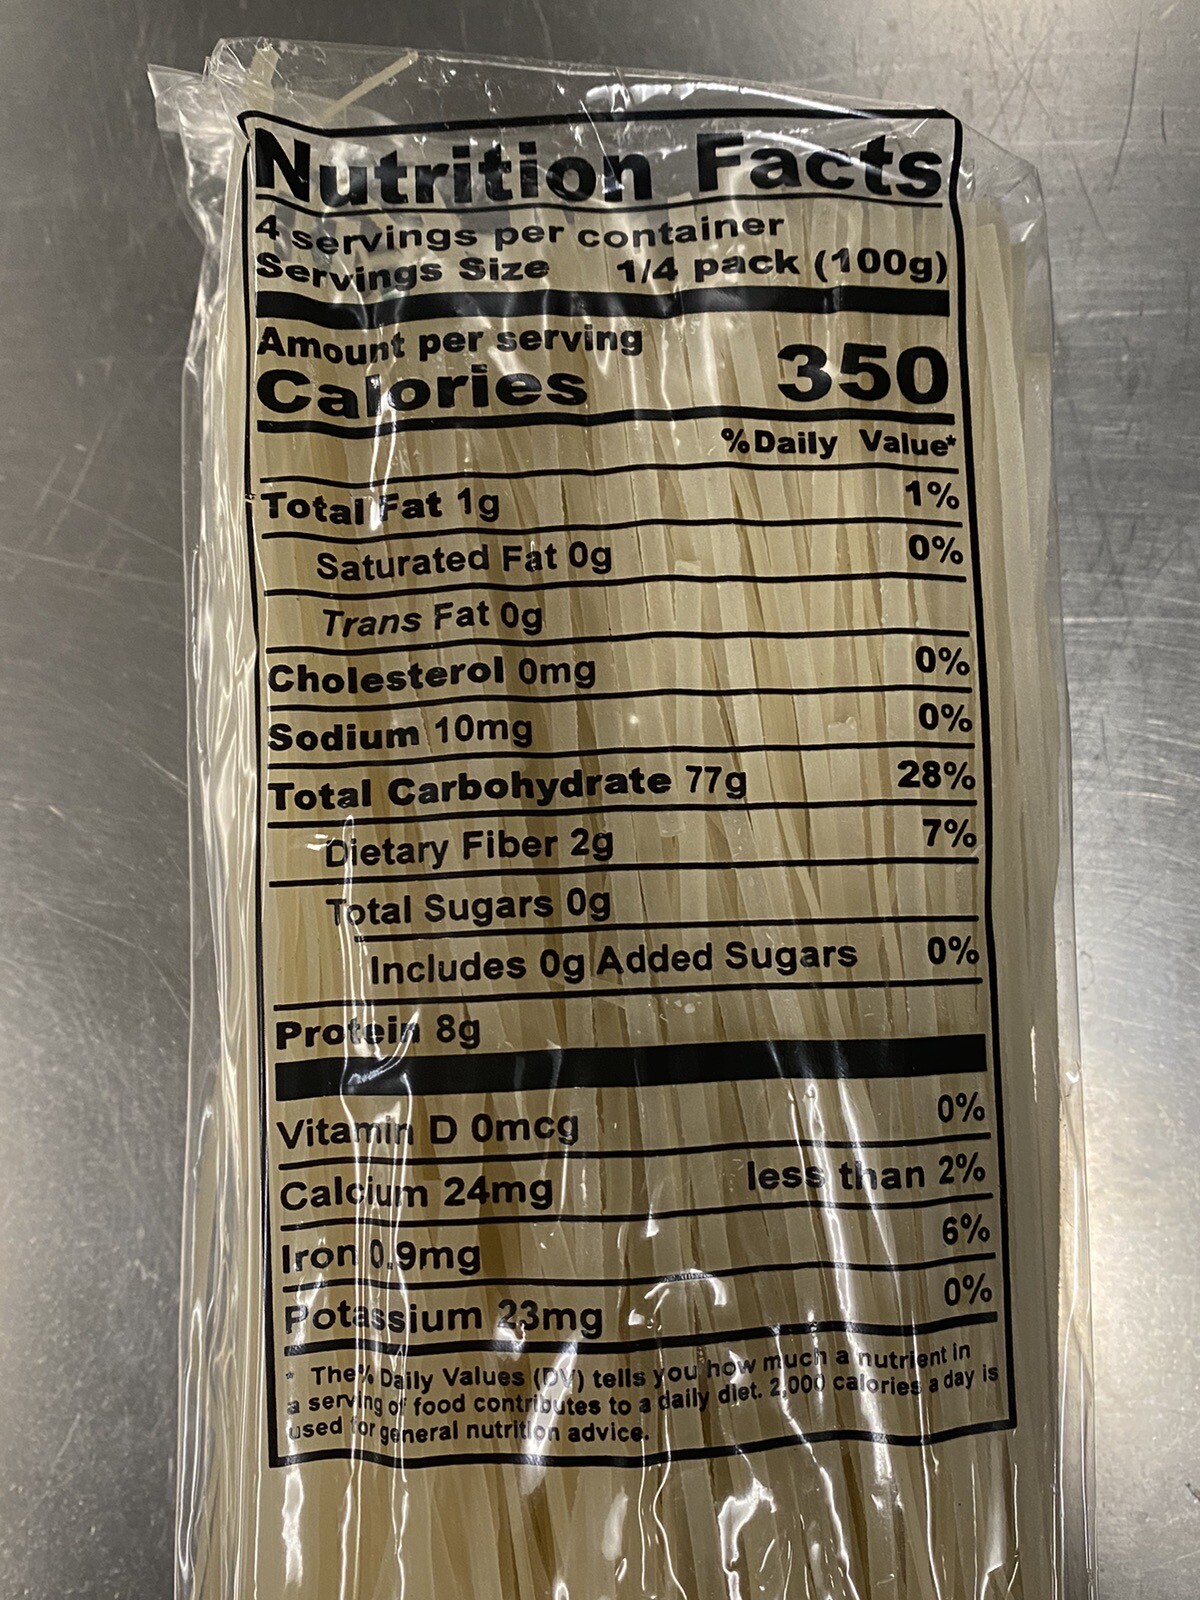 Nutrition Facts
4 servings per container
Servings Size 1/4 pack (100g)
Amount per serving
Calories 350
% Daily Value*
Total Fat 1g 1%
Saturated Fat 0g 0%
Trans Fat 0g
Cholesterol 0mg 0%
Sodium 10mg 0%
Total Carbohydrate 77g 28%
Dietary Fiber 2g 7%
Total Sugars 0g
Includes 0g Added Sugars 0%
Protein 8g
Vitamin D 0mcg 0%
Calcium 24mg less than 2%
Iron 0.9mg 6%
Potassium 23mg 0%
* The % Daily Values (DV) tells you how much a nutrient in
a serving of food contributes to a daily diet. 2,000 calories a day is
used for general nutrition advice.